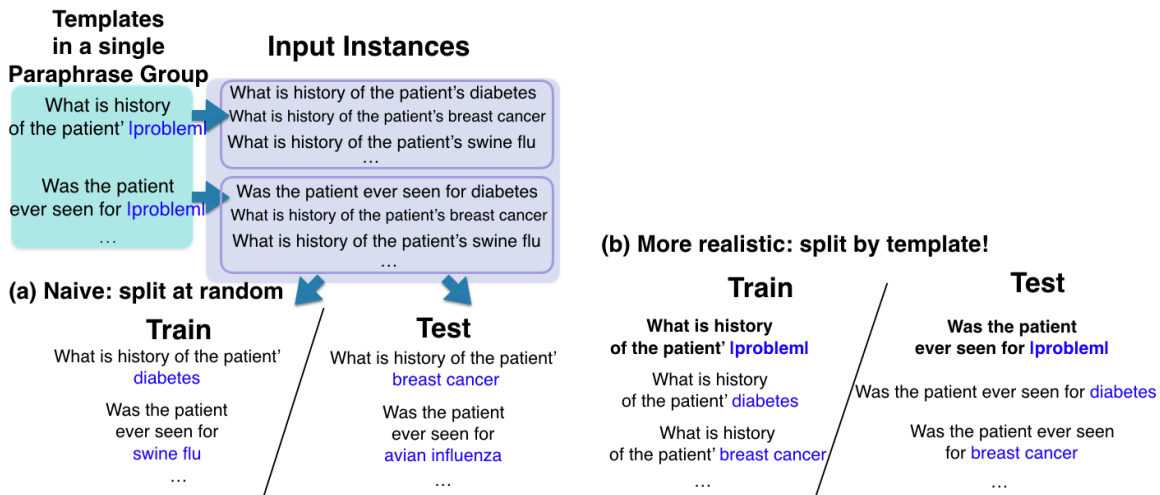 Templates
in a single
Paraphrase Group
Input Instances
What is history
of the patient' |problem|
Was the patient
ever seen for |problem|
...
What is history of the patient's diabetes
What is history of the patient's breast cancer
What is history of the patient's swine flu
...
Was the patient ever seen for diabetes
What is history of the patient's breast cancer
What is history of the patient's swine flu
...
(a) Naive: split at random
Train
What is history of the patient'
diabetes
Was the patient
ever seen for
swine flu
...
Test
What is history of the patient'
breast cancer
Was the patient
ever seen for
avian influenza
...
(b) More realistic: split by template!
Train
What is history
of the patient' |problem|
What is history
of the patient' diabetes
What is history
of the patient' breast cancer
...
Test
Was the patient
ever seen for |problem|
Was the patient ever seen for diabetes
Was the patient ever seen
for breast cancer
...